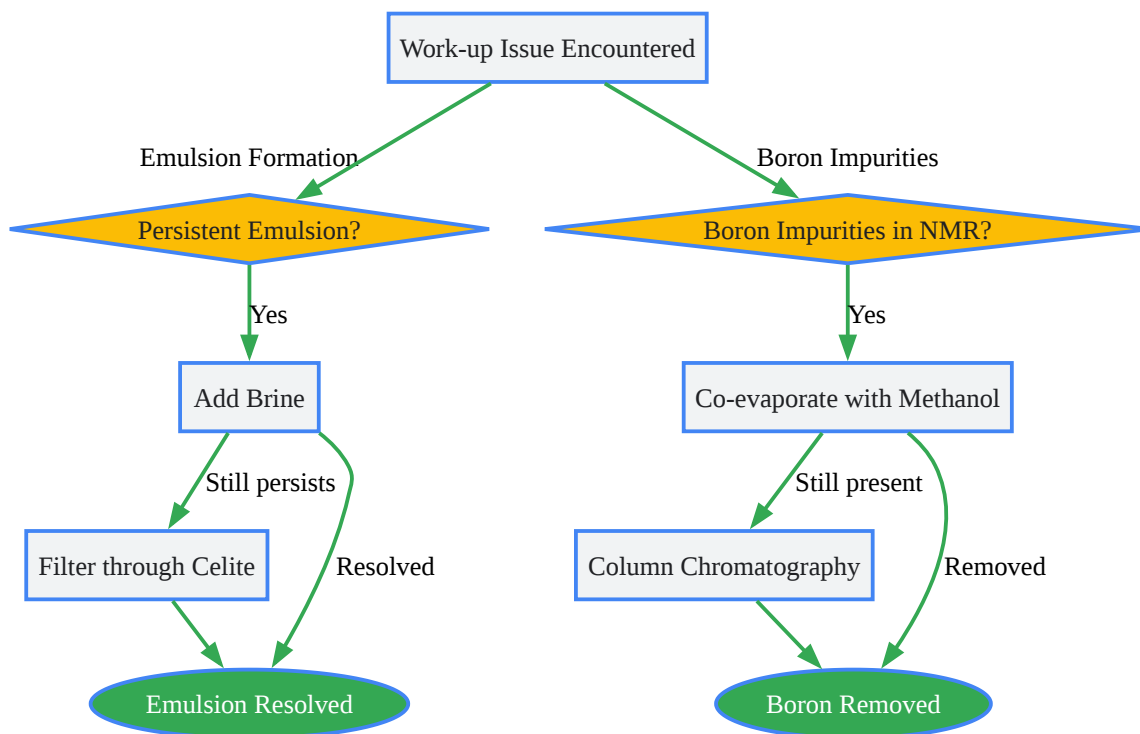 Work-up Issue Encountered
Emulsion Formation
Boron Impurities
Persistent Emulsion?
Boron Impurities in NMR?
Yes
Yes
Add Brine
Co-evaporate with Methanol
Still persists
Still present
Filter through Celite
Resolved
Column Chromatography
Removed
Emulsion Resolved
Boron Removed